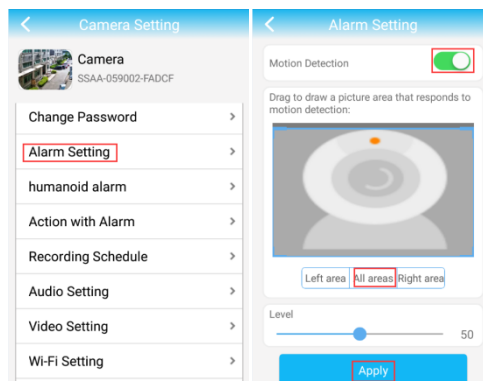 Camera Setting
Camera
SSAA-059002-FADCF
Change Password
Alarm Setting
humanoid alarm
Action with Alarm
Recording Schedule
Audio Setting
Video Setting
Wi-Fi Setting
Alarm Setting
Motion Detection
Drag to draw a picture area that responds to
motion detection:
Left area All areas Right area
Level
50
Apply